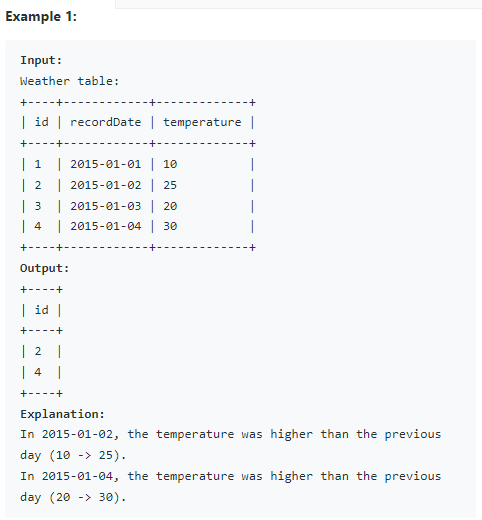 Example 1:
Input:
Weather table:
+----+------------+-------------+
| id | recordDate | temperature |
+----+------------+-------------+
| 1  | 2015-01-01 | 10          |
| 2  | 2015-01-02 | 25          |
| 3  | 2015-01-03 | 20          |
| 4  | 2015-01-04 | 30          |
+----+------------+-------------+
Output:
+----+
| id |
+----+
| 2  |
| 4  |
+----+
Explanation:
In 2015-01-02, the temperature was higher than the previous
day (10 -> 25).
In 2015-01-04, the temperature was higher than the previous
day (20 -> 30).